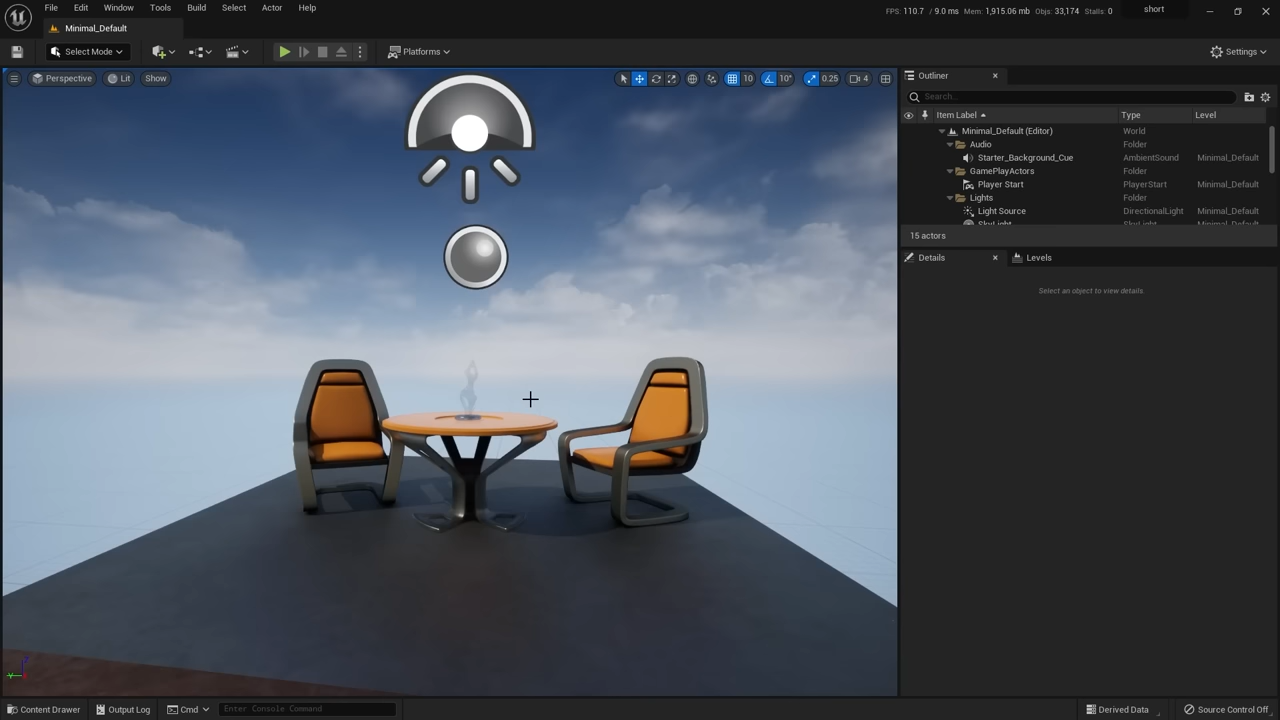 File Edit Window Tools Build Select Actor Help
FPS: 110.7 / 9.0 ms Mem: 1,915.06 mb Objs: 33,174 Stalls: 0
short
Minimal_Default
Select Mode
Platforms
Settings
Perspective Lit Show
10 10° 0.25 4
Outliner
Search...
Item Label Type Level
Minimal_Default (Editor) World
Audio Folder
Starter_Background_Cue AmbientSound Minimal_Default
GamePlayActors Folder
Player Start PlayerStart Minimal_Default
Lights Folder
Light Source DirectionalLight Minimal_Default
SkyLight SkyLight Minimal_Default
15 actors
Details Levels
Select an object to view details
Content Drawer Output Log Cmd Enter Console Command
Derived Data Source Control Off